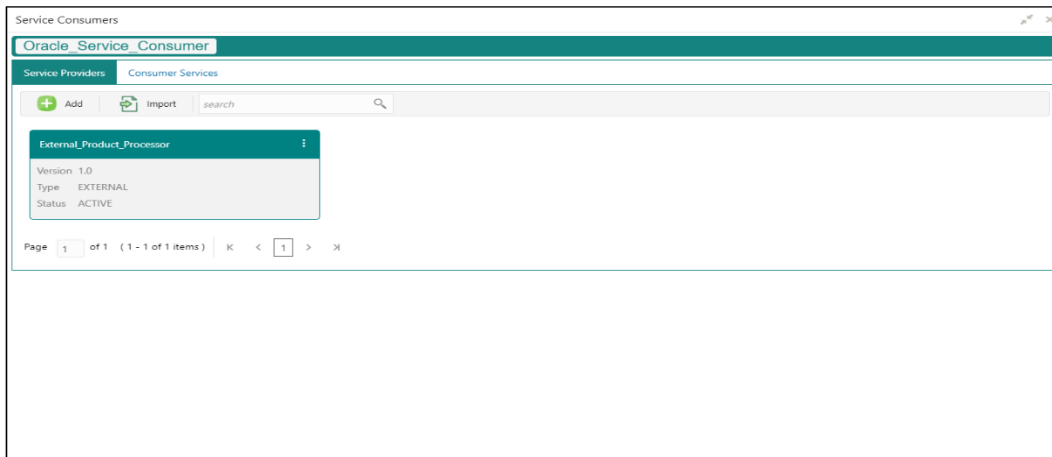 Service Consumers
Oracle_Service_Consumer
Service Providers Consumer Services
Add Import search
External_Product_Processor
Version 1.0
Type EXTERNAL
Status ACTIVE
Page 1 of 1 (1 - 1 of 1 items) K < 1 > >|